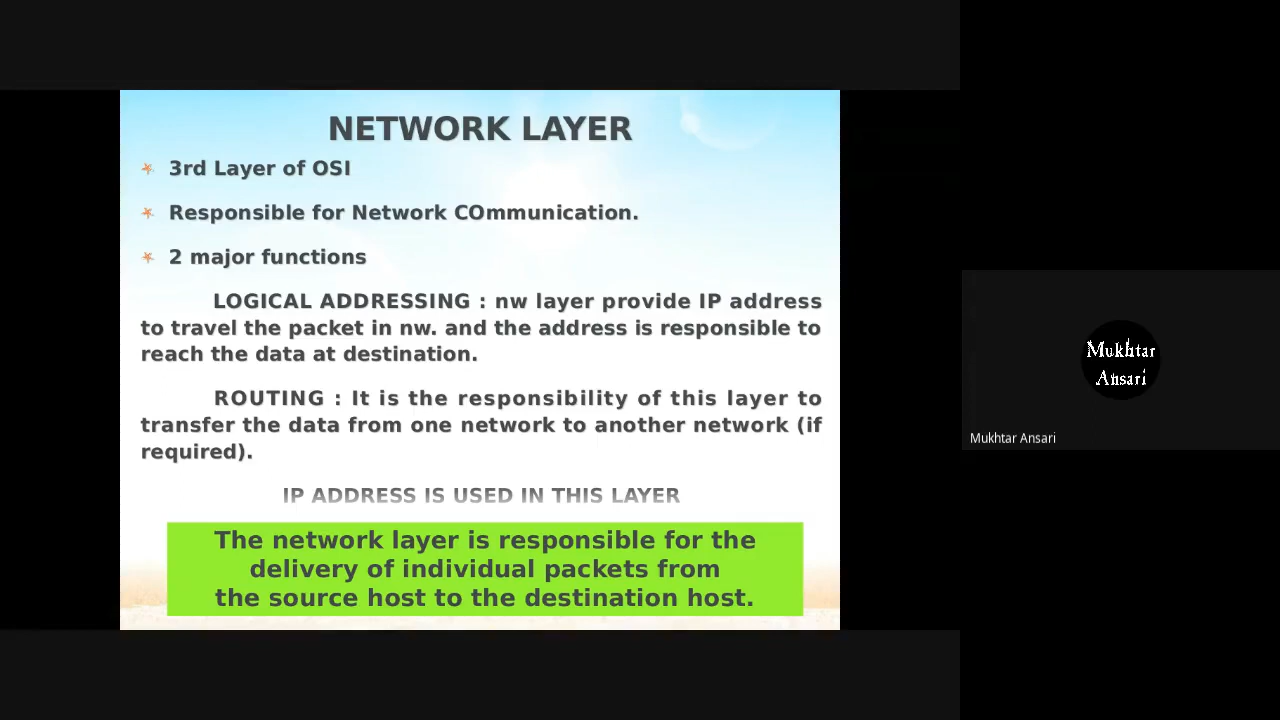 NETWORK LAYER
3rd Layer of OSI
Responsible for Network COmmunication.
2 major functions
LOGICAL ADDRESSING : nw layer provide IP address
to travel the packet in nw. and the address is responsible to
reach the data at destination.
ROUTING : It is the responsibility of this layer to
transfer the data from one network to another network (if
required).
IP ADDRESS IS USED IN THIS LAYER
The network layer is responsible for the
delivery of individual packets from
the source host to the destination host.
Mukhtar
Ansari
Mukhtar Ansari